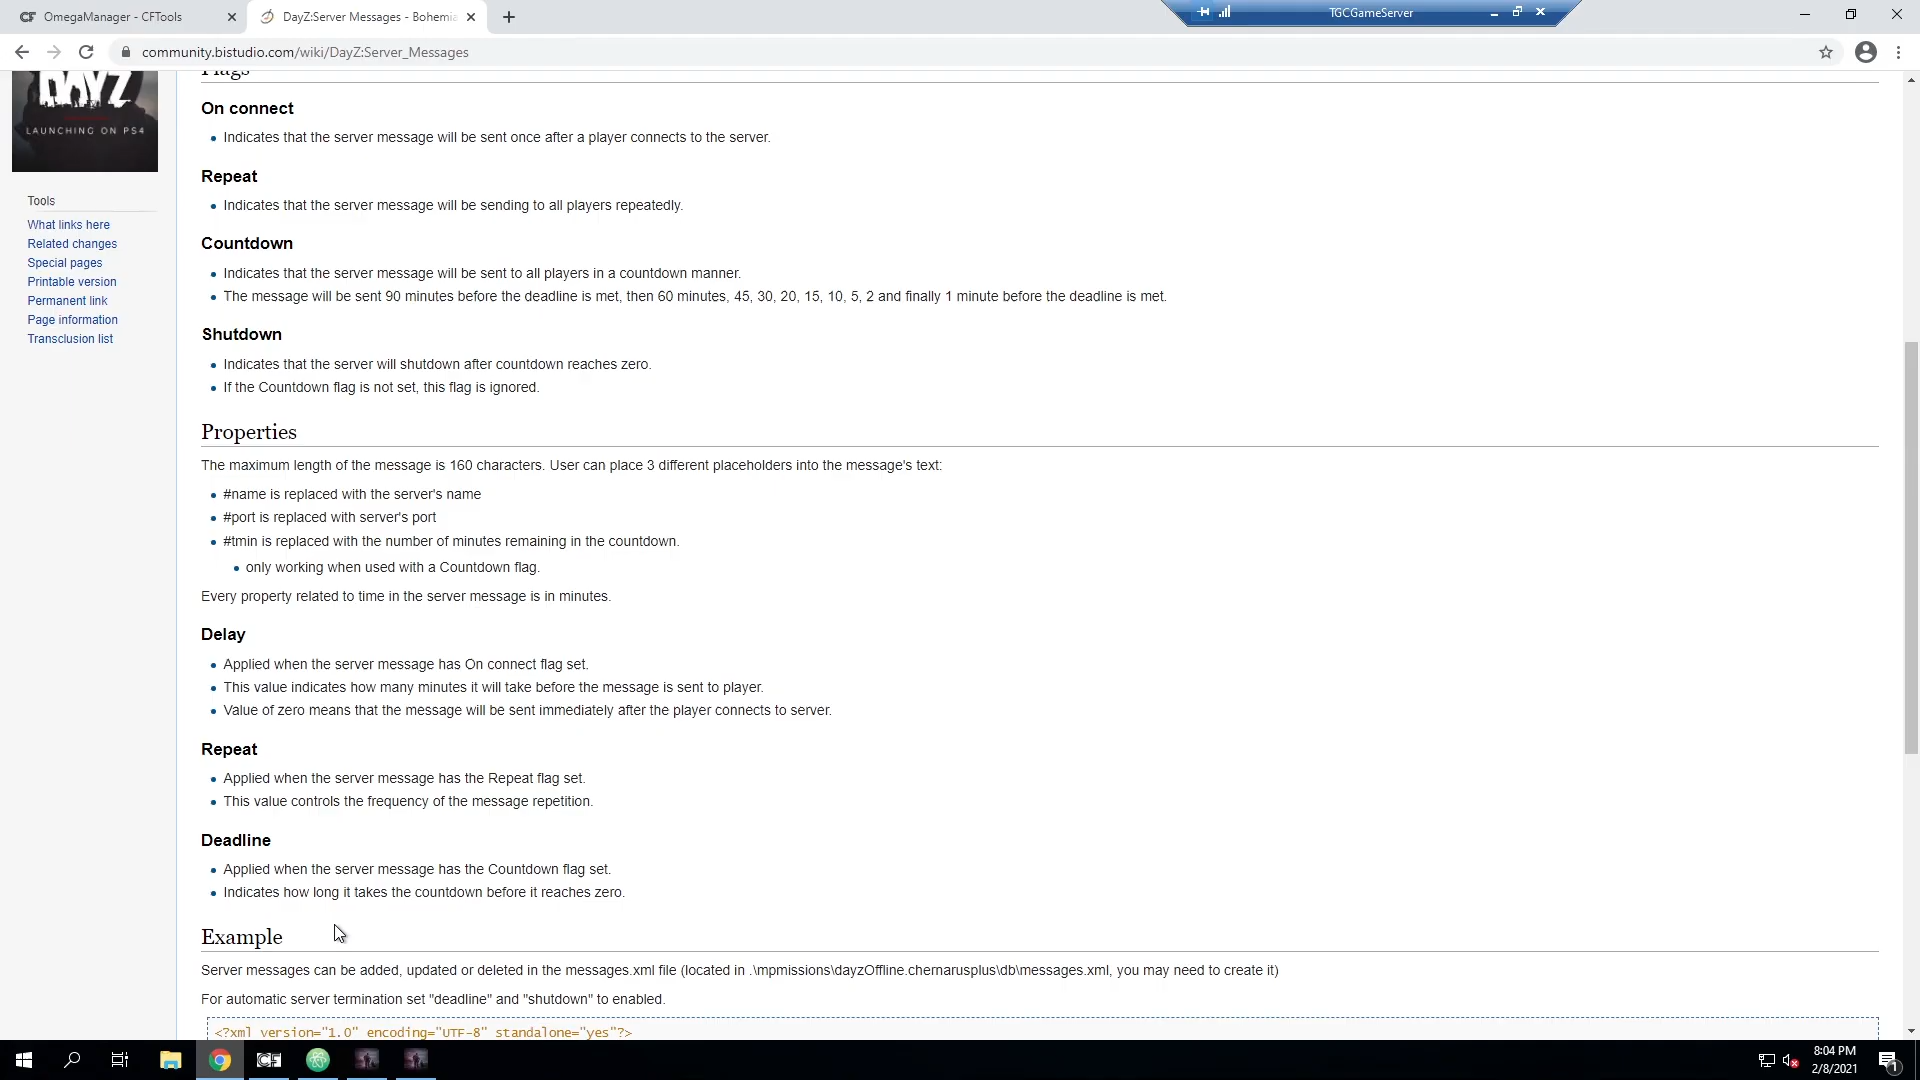 CF OmegaManager - CFTools
DayZ:Server Messages - Bohemia
TGCGameServer
community.bistudio.com/wiki/DayZ:Server_Messages
Flags
DAYZ
LAUNCHING ON PS4
Tools
What links here
Related changes
Special pages
Printable version
Permanent link
Page information
Transclusion list
On connect
Indicates that the server message will be sent once after a player connects to the server.
Repeat
Indicates that the server message will be sending to all players repeatedly.
Countdown
Indicates that the server message will be sent to all players in a countdown manner.
The message will be sent 90 minutes before the deadline is met, then 60 minutes, 45, 30, 20, 15, 10, 5, 2 and finally 1 minute before the deadline is met.
Shutdown
Indicates that the server will shutdown after countdown reaches zero.
If the Countdown flag is not set, this flag is ignored.
Properties
The maximum length of the message is 160 characters. User can place 3 different placeholders into the message's text:
#name is replaced with the server's name
#port is replaced with server's port
#tmin is replaced with the number of minutes remaining in the countdown.
only working when used with a Countdown flag.
Every property related to time in the server message is in minutes.
Delay
Applied when the server message has On connect flag set.
This value indicates how many minutes it will take before the message is sent to player.
Value of zero means that the message will be sent immediately after the player connects to server.
Repeat
Applied when the server message has the Repeat flag set.
This value controls the frequency of the message repetition.
Deadline
Applied when the server message has the Countdown flag set.
Indicates how long it takes the countdown before it reaches zero.
Example
Server messages can be added, updated or deleted in the messages.xml file (located in .\mpmissions\dayzOffline.chernarusplus\db\messages.xml, you may need to create it)
For automatic server termination set "deadline" and "shutdown" to enabled.
<?xml version="1.0" encoding="UTF-8" standalone="yes"?>
CF
8:04 PM
2/8/2021
1